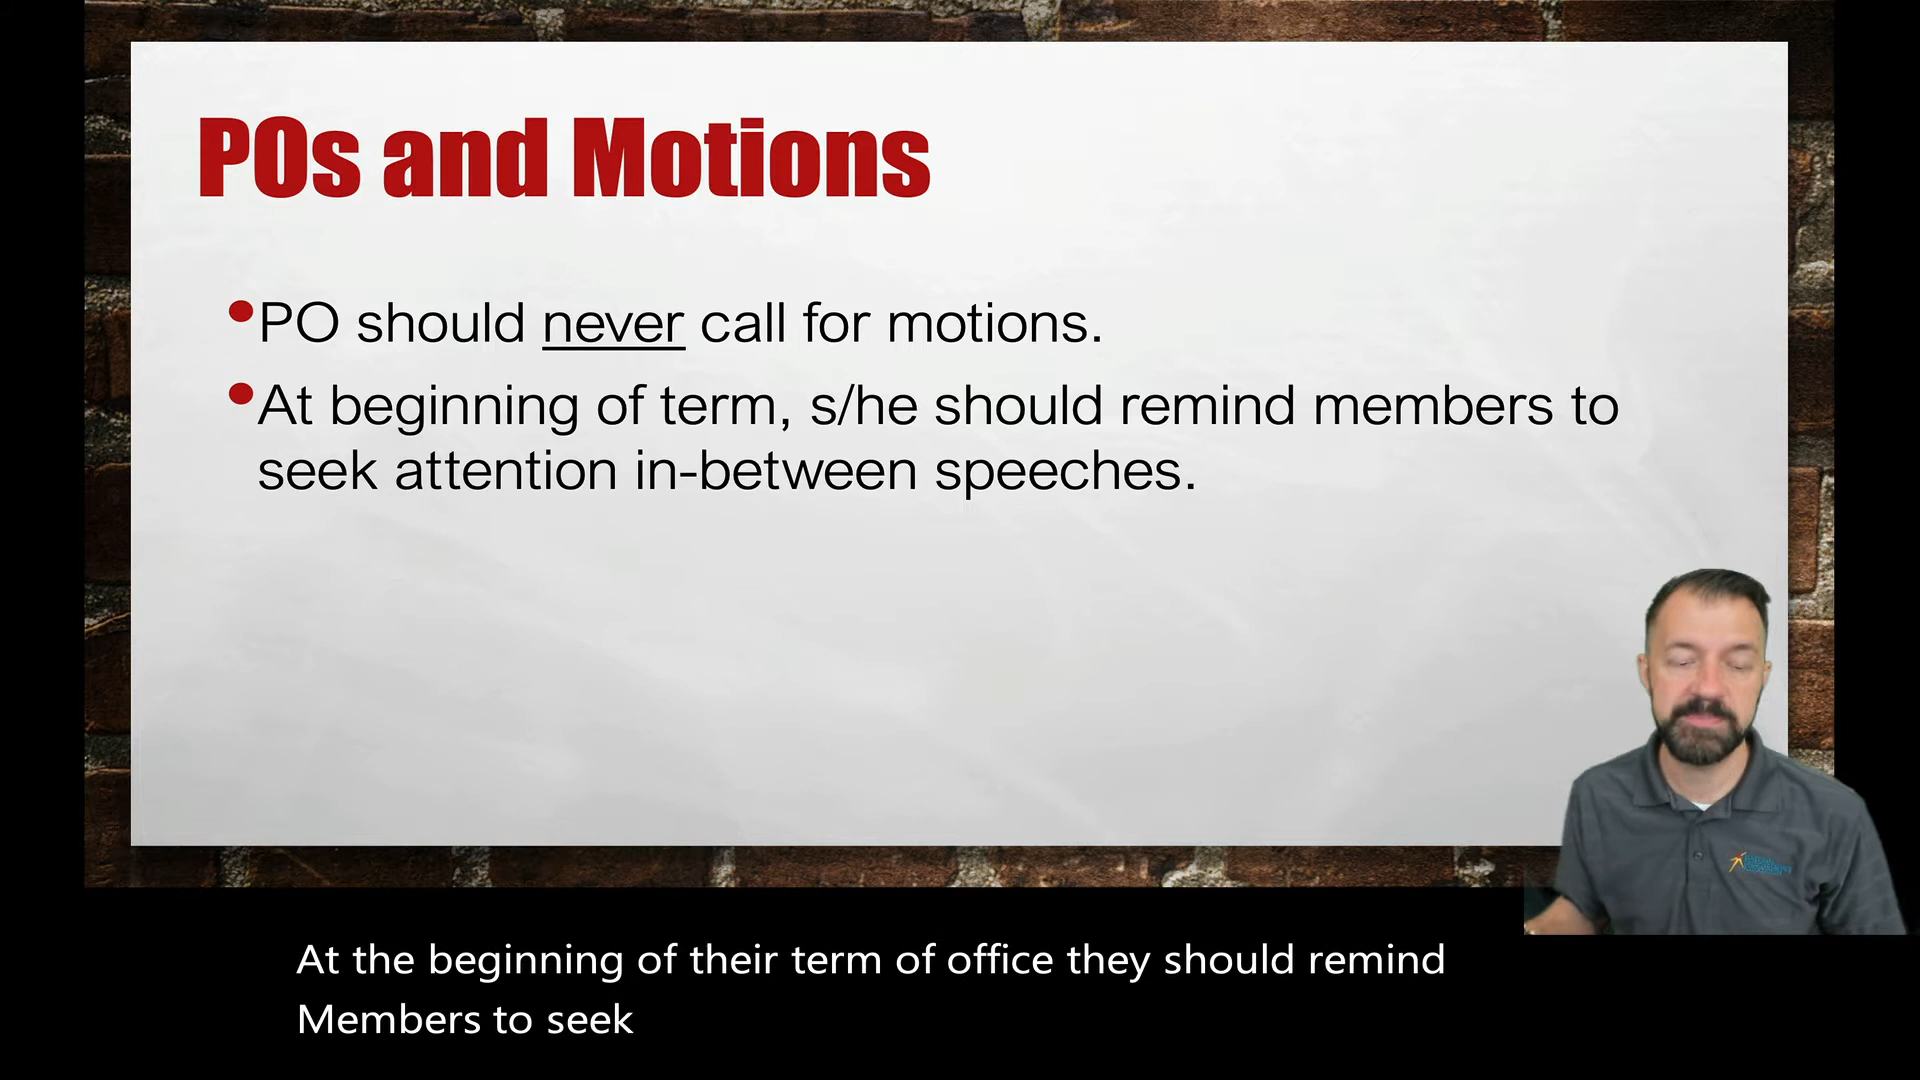 POs and Motions
•PO should never call for motions.
•At beginning of term, s/he should remind members to
seek attention in-between speeches.
At the beginning of their term of office they should remind
Members to seek